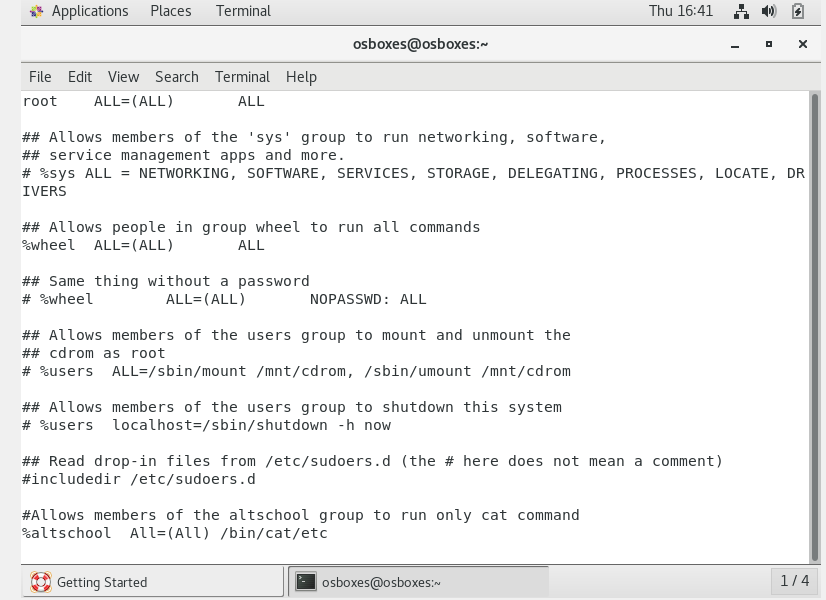 Applications Places Terminal Thu 16:41
osboxes@osboxes:~
File Edit View Search Terminal Help
root    ALL=(ALL)       ALL
## Allows members of the 'sys' group to run networking, software,
## service management apps and more.
# %sys ALL = NETWORKING, SOFTWARE, SERVICES, STORAGE, DELEGATING, PROCESSES, LOCATE, DR
IVERS
## Allows people in group wheel to run all commands
%wheel  ALL=(ALL)       ALL
## Same thing without a password
# %wheel        ALL=(ALL)       NOPASSWD: ALL
## Allows members of the users group to mount and unmount the
## cdrom as root
# %users  ALL=/sbin/mount /mnt/cdrom, /sbin/umount /mnt/cdrom
## Allows members of the users group to shutdown this system
# %users  localhost=/sbin/shutdown -h now
## Read drop-in files from /etc/sudoers.d (the # here does not mean a comment)
#includedir /etc/sudoers.d
#Allows members of the altschool group to run only cat command
%altschool  All=(All) /bin/cat/etc
Getting Started osboxes@osboxes:~ 1 / 4